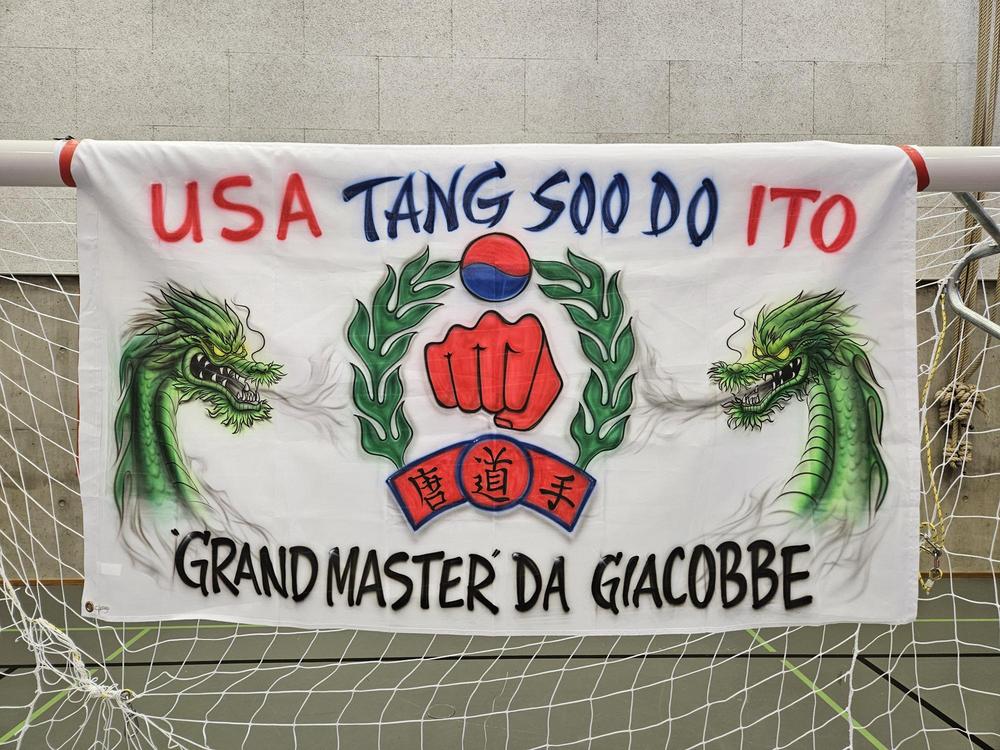 USA TANG SOO DO ITO
唐道手
"GRAND MASTER" DA GIACOBBE